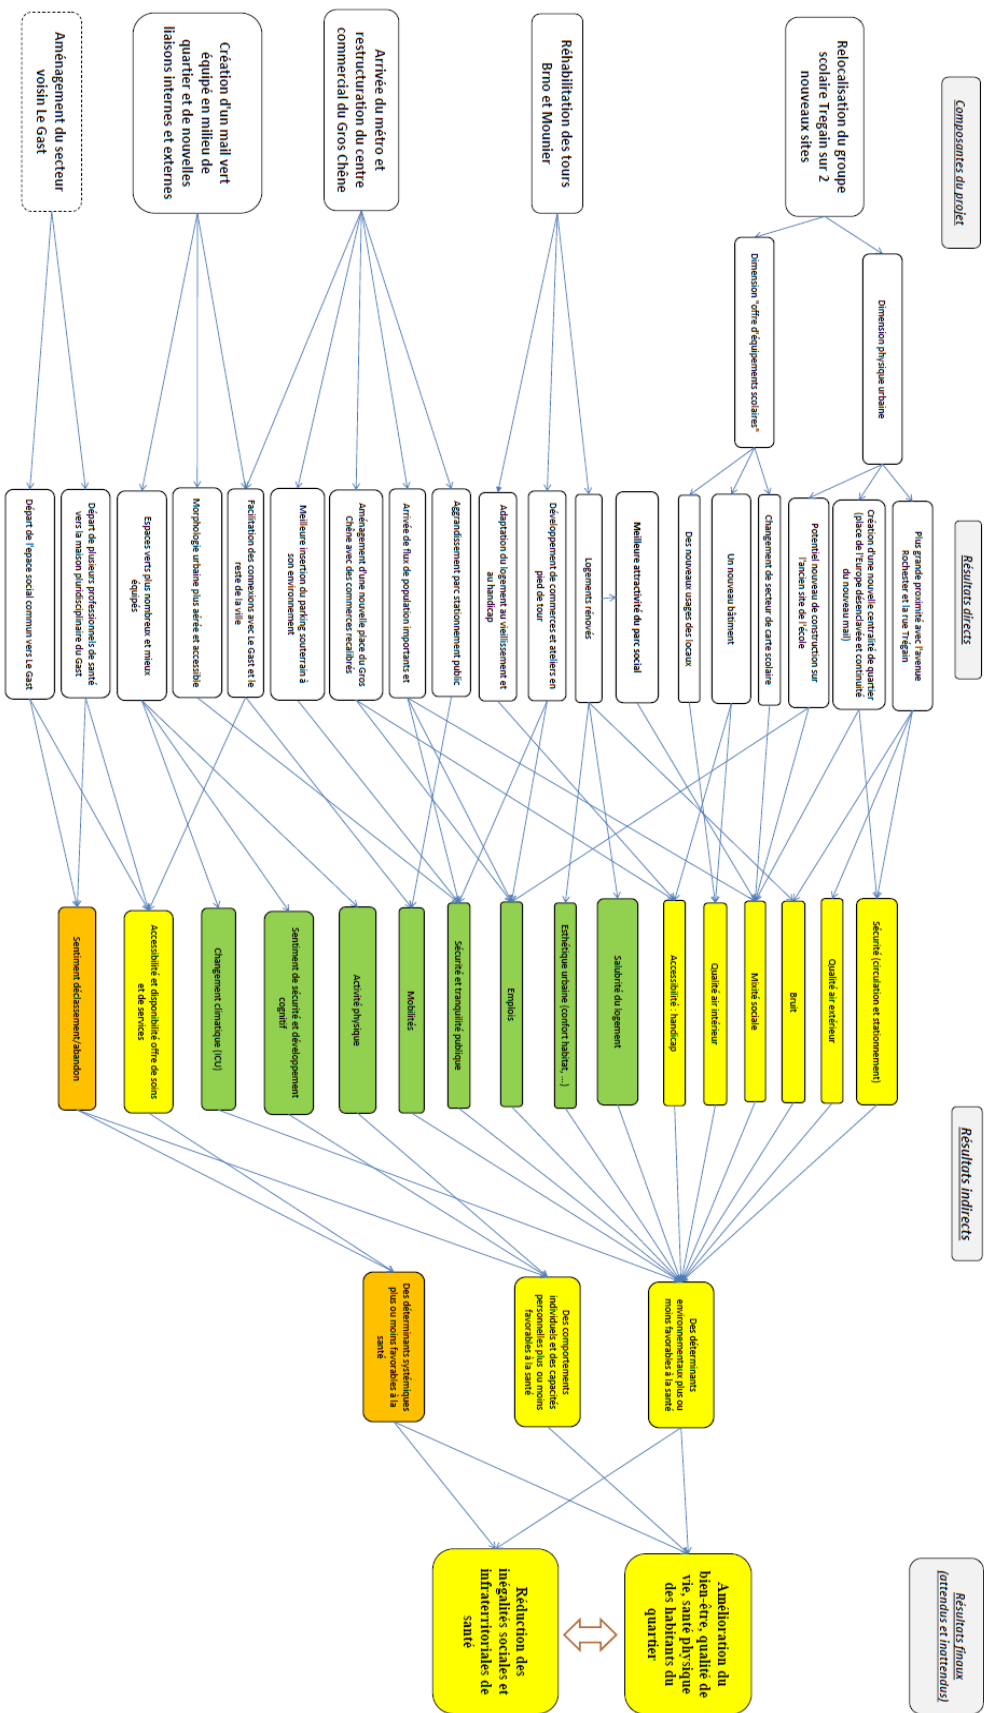 Composantes du projet
Résultats directs
Résultats indirects
Résultats finaux
(attendus et inattendus)
Relocalisation du groupe
scolaire Tregain sur 2
nouveaux sites
Réhabilitation des tours
Brno et Mounier
Arrivée du métro et
restructuration du centre
commercial du Gros Chêne
Création d'un mail vert
équipé en milieu de
quartier et de nouvelles
liaisons internes et externes
Aménagement du secteur
voisin Le Gast
Dimension physique urbaine
Dimension "offre d'équipements scolaires"
Plus grande proximité avec l'avenue
Rochester et la rue Trégain
Création d'une nouvelle centralité de quartier
(place de l'Europe désenclavée et continuité
du nouveau mail)
Potentiel nouveau de construction sur
l'ancien site de l'école
Changement de secteur de carte scolaire
Un nouveau bâtiment
Des nouveaux usages des locaux
Meilleure attractivité du parc social
Logements rénovés
Développement de commerces et ateliers en
pied de tour
Adaptation du logement au vieillissement et
au handicap
Aggrandissement parc stationnement public
Arrivée de flux de population importants et
Aménagement d'une nouvelle place du Gros
Chêne avec des commerces recalibrés
Meilleure insertion du parking souterrain à
son environnement
Facilitation des connexions avec La Gast et le
reste de la ville
Morphologie urbaine plus aérée et accessible
Espaces verts plus nombreux et mieux
équipés
Départ de plusieurs professionnels de santé
vers la maison pluridisciplinaire du Gast
Départ de l'epace social commun vers Le Gast
Sécurité (circulation et stationnement)
Qualité air extérieur
Bruit
Mixité sociale
Qualité air intérieur
Accessibilité : handicap
Salubrité du logement
Esthétique urbaine (confort habitat, ...)
Emplois
Sécurité et tranquilité publique
Mobilités
Activité physique
Sentiment de sécurité et développement
cognitif
Changement climatique (ICU)
Accessibilité et disponibilité offre de soins
et de services
Sentiment déclassement/abandon
Des déterminants
environnementaux plus ou
moins favorables à la santé
Des comportements
individuels et des capacités
personnelles plus ou moins
favorables à la santé
Des déterminants systémiques
plus ou moins favorables à la
santé
Amélioration du
bien-être, qualité de
vie, santé physique
des habitants du
quartier
Réduction des
inégalités sociales et
infraterritoriales de
santé